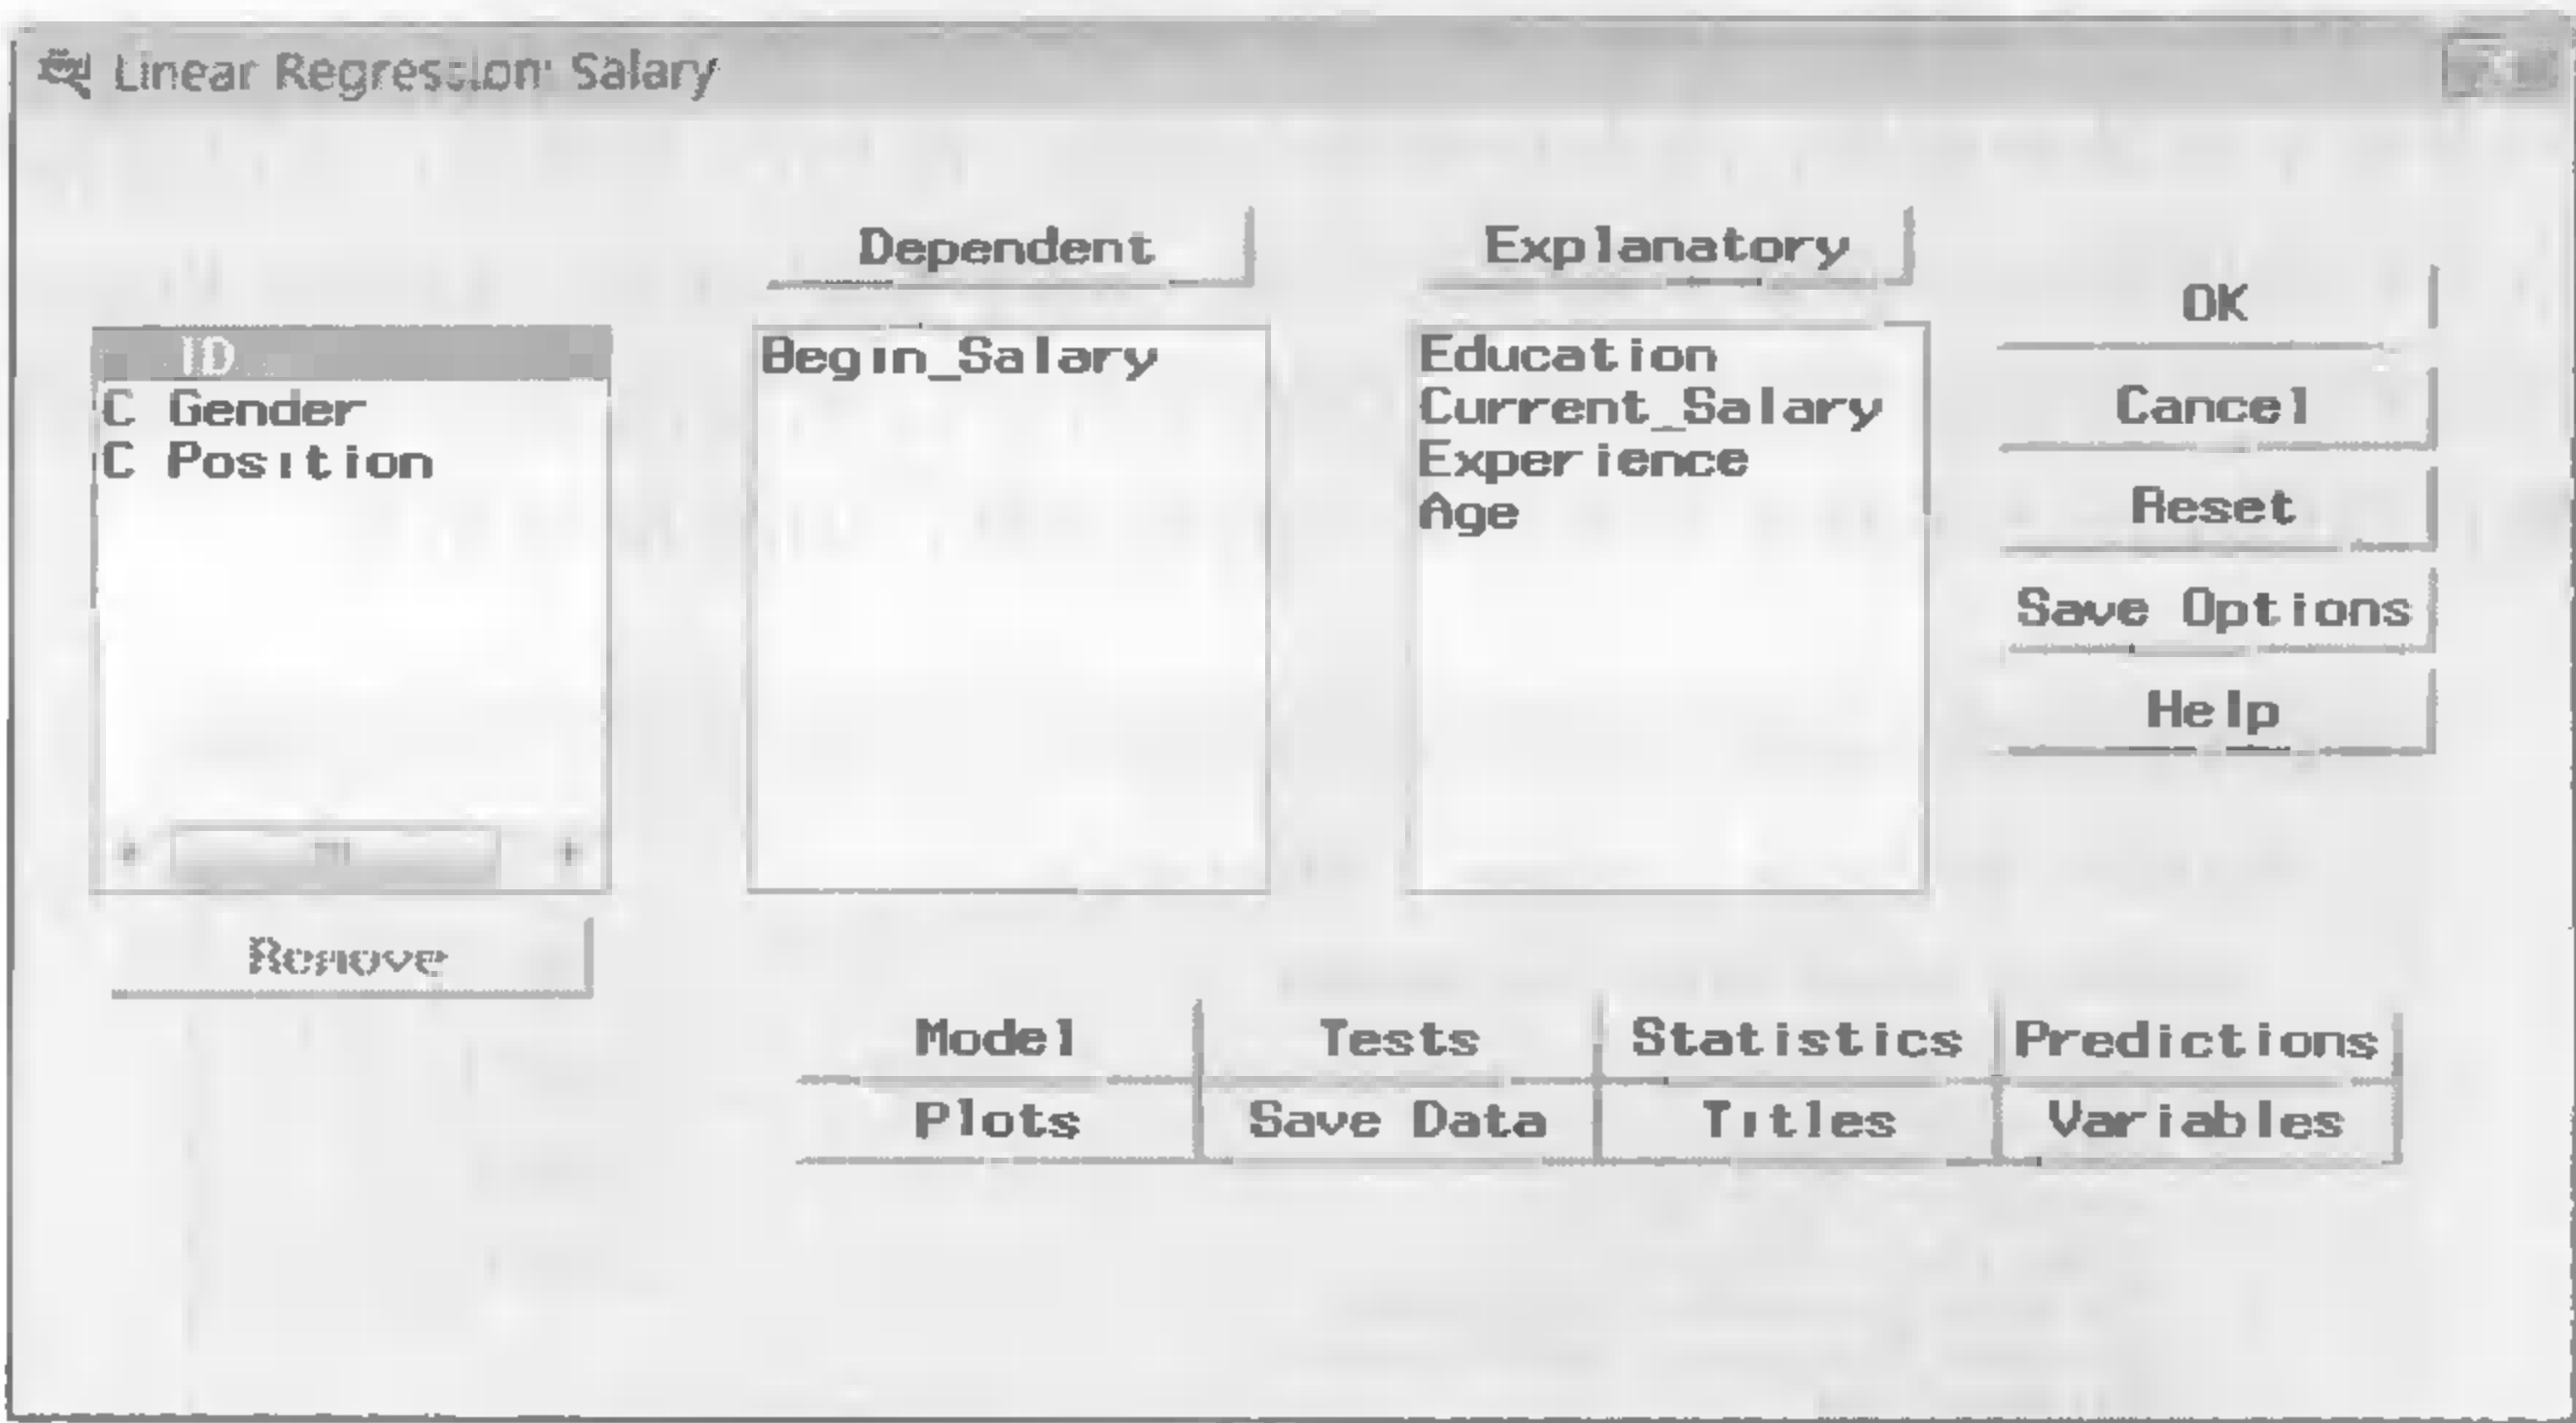 Linear Regression: Salary
Dependent
Explanatory
ID
C Gender
C Position
Begin_Salary
Education
Current_Salary
Experience
Age
OK
Cancel
Reset
Save Options
Help
Remove
Model
Tests
Statistics
Predictions
Plots
Save Data
Titles
Variables